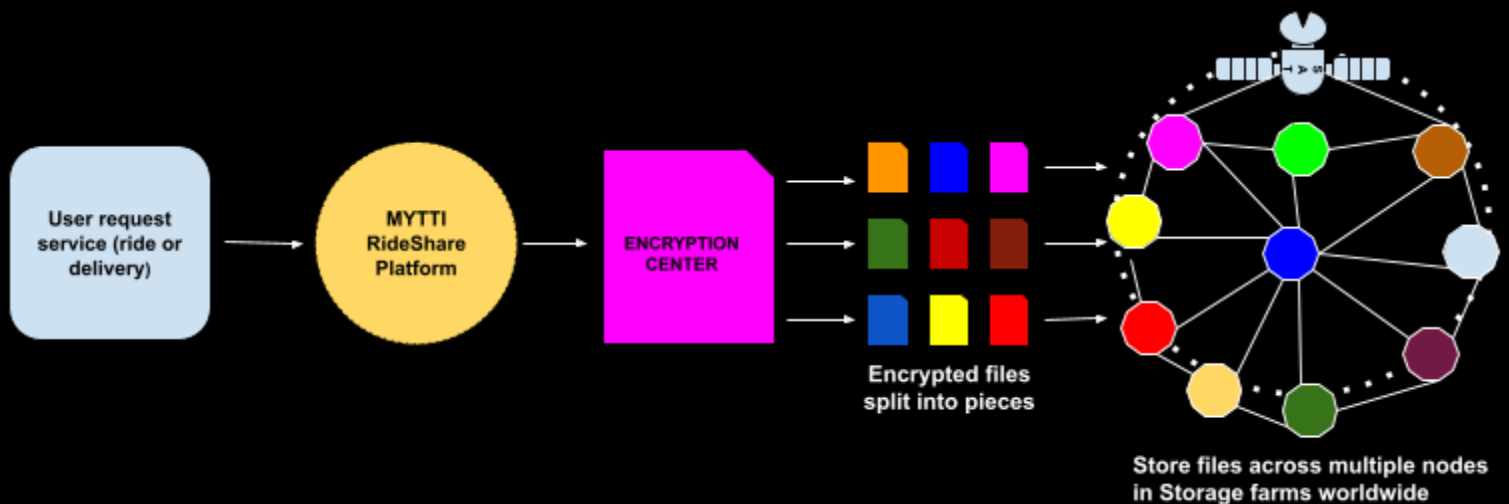 User request
service (ride or
delivery)
MYTTI
RideShare
Platform
ENCRYPTION
CENTER
Encrypted files
split into pieces
SAT
Store files across multiple nodes
in Storage farms worldwide